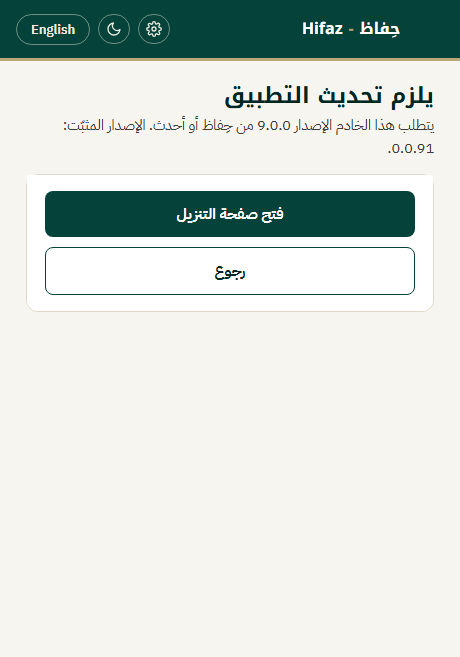 حِفاظ - Hifaz
English
يلزم تحديث التطبيق
يتطلب هذا الخادم الإصدار 9.0.0 من حِفاظ أو أحدث. الإصدار المثبّت:
0.0.91.
فتح صفحة التنزيل
رجوع